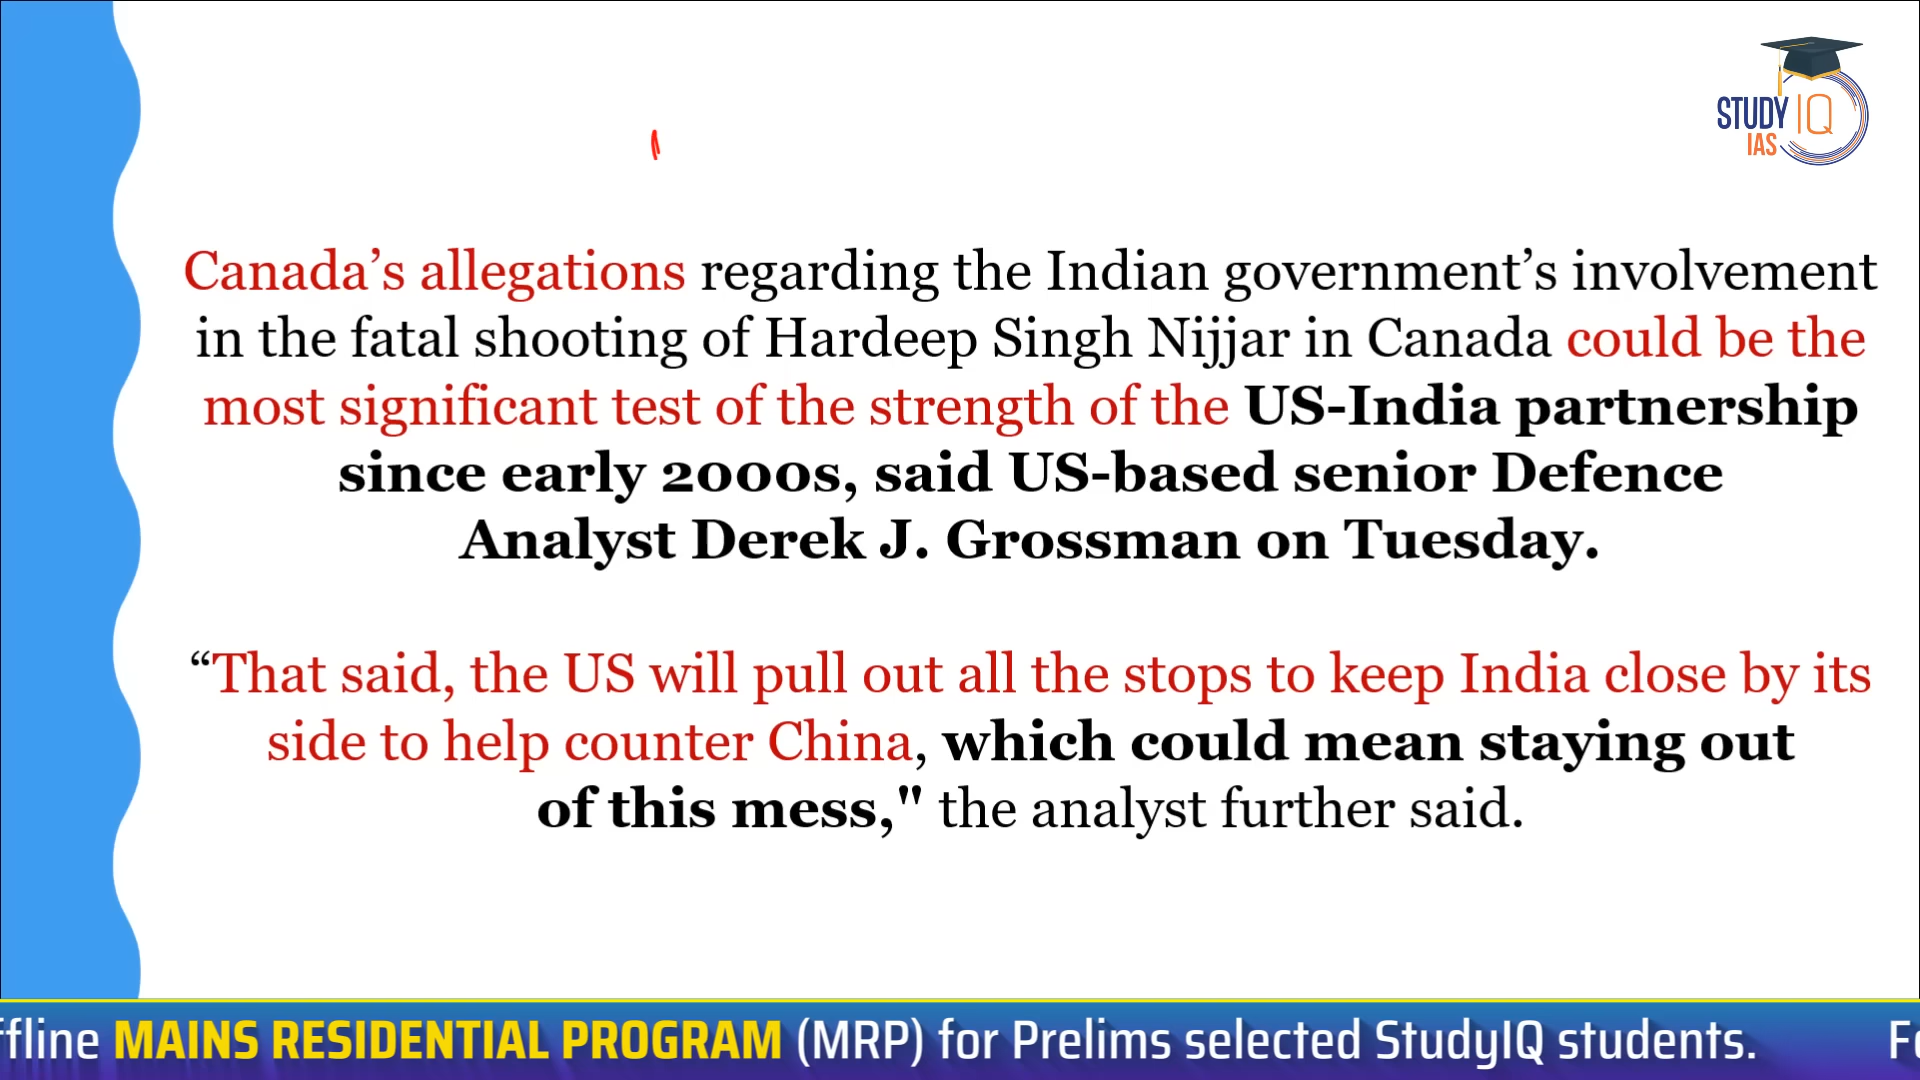 STUDY IQ
IAS
Canada’s allegations regarding the Indian government’s involvement
in the fatal shooting of Hardeep Singh Nijjar in Canada could be the
most significant test of the strength of the US-India partnership
since early 2000s, said US-based senior Defence
Analyst Derek J. Grossman on Tuesday.
“That said, the US will pull out all the stops to keep India close by its
side to help counter China, which could mean staying out
of this mess," the analyst further said.
ffline MAINS RESIDENTIAL PROGRAM (MRP) for Prelims selected StudyIQ students. Fo